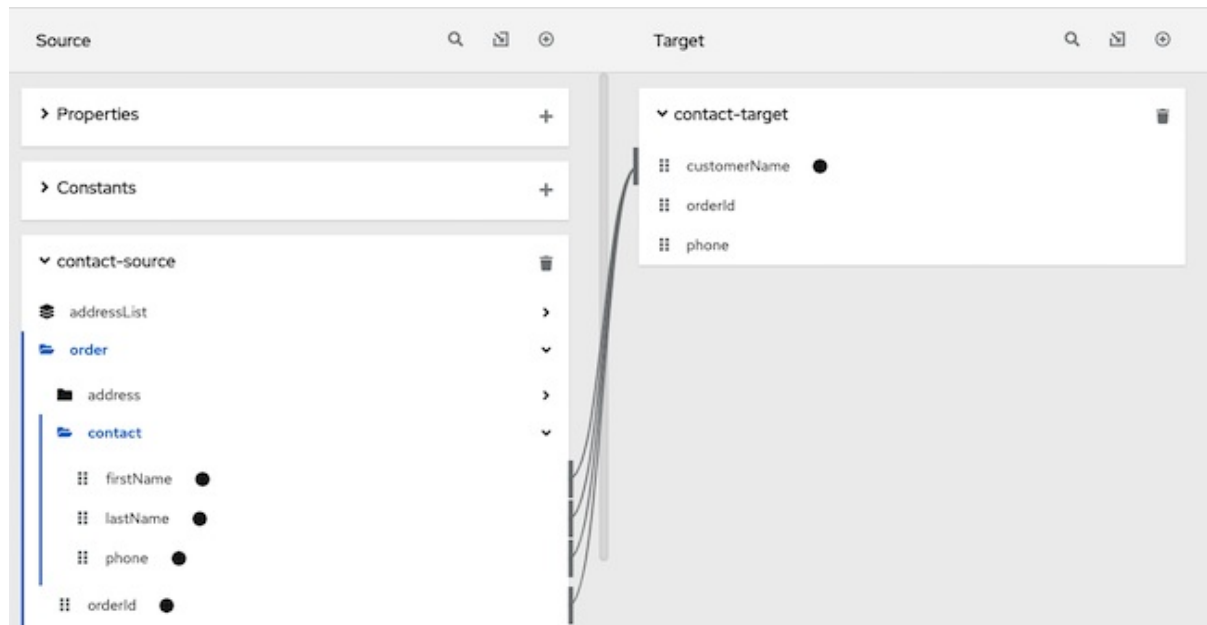 Source
Properties
Constants
contact-source
addressList
order
address
contact
firstName
lastName
phone
orderId
Target
contact-target
customerName
orderId
phone